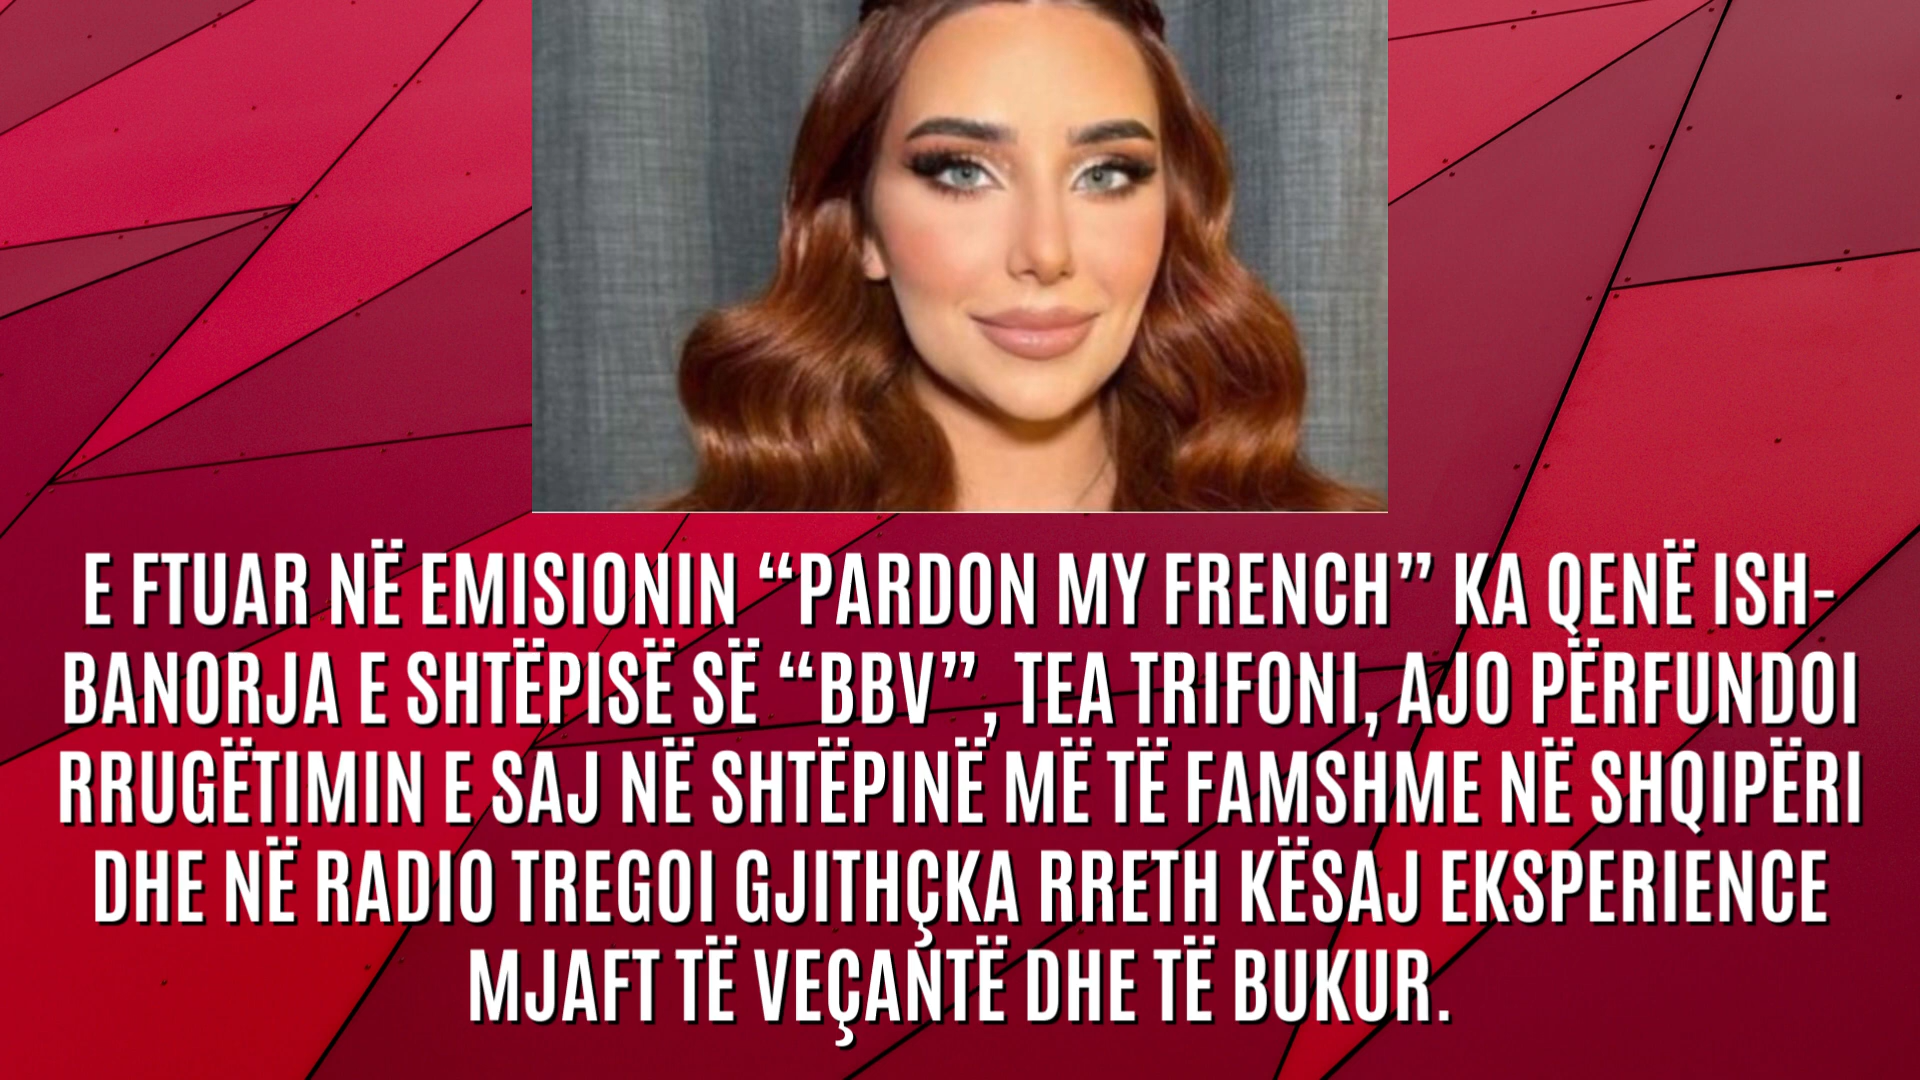 E FTUAR NË EMISIONIN “PARDON MY FRENCH” KA QENË ISH-
BANORJA E SHTËPISË SË “BBV”, TEA TRIFONI, AJO PËRFUNDOI
RRUGËTIMIN E SAJ NË SHTËPINË MË TË FAMSHME NË SHQIPËRI
DHE NË RADIO TREGOI GJITHÇKA RRETH KËSAJ EKSPERIENCE
MJAFT TË VEÇANTË DHE TË BUKUR.